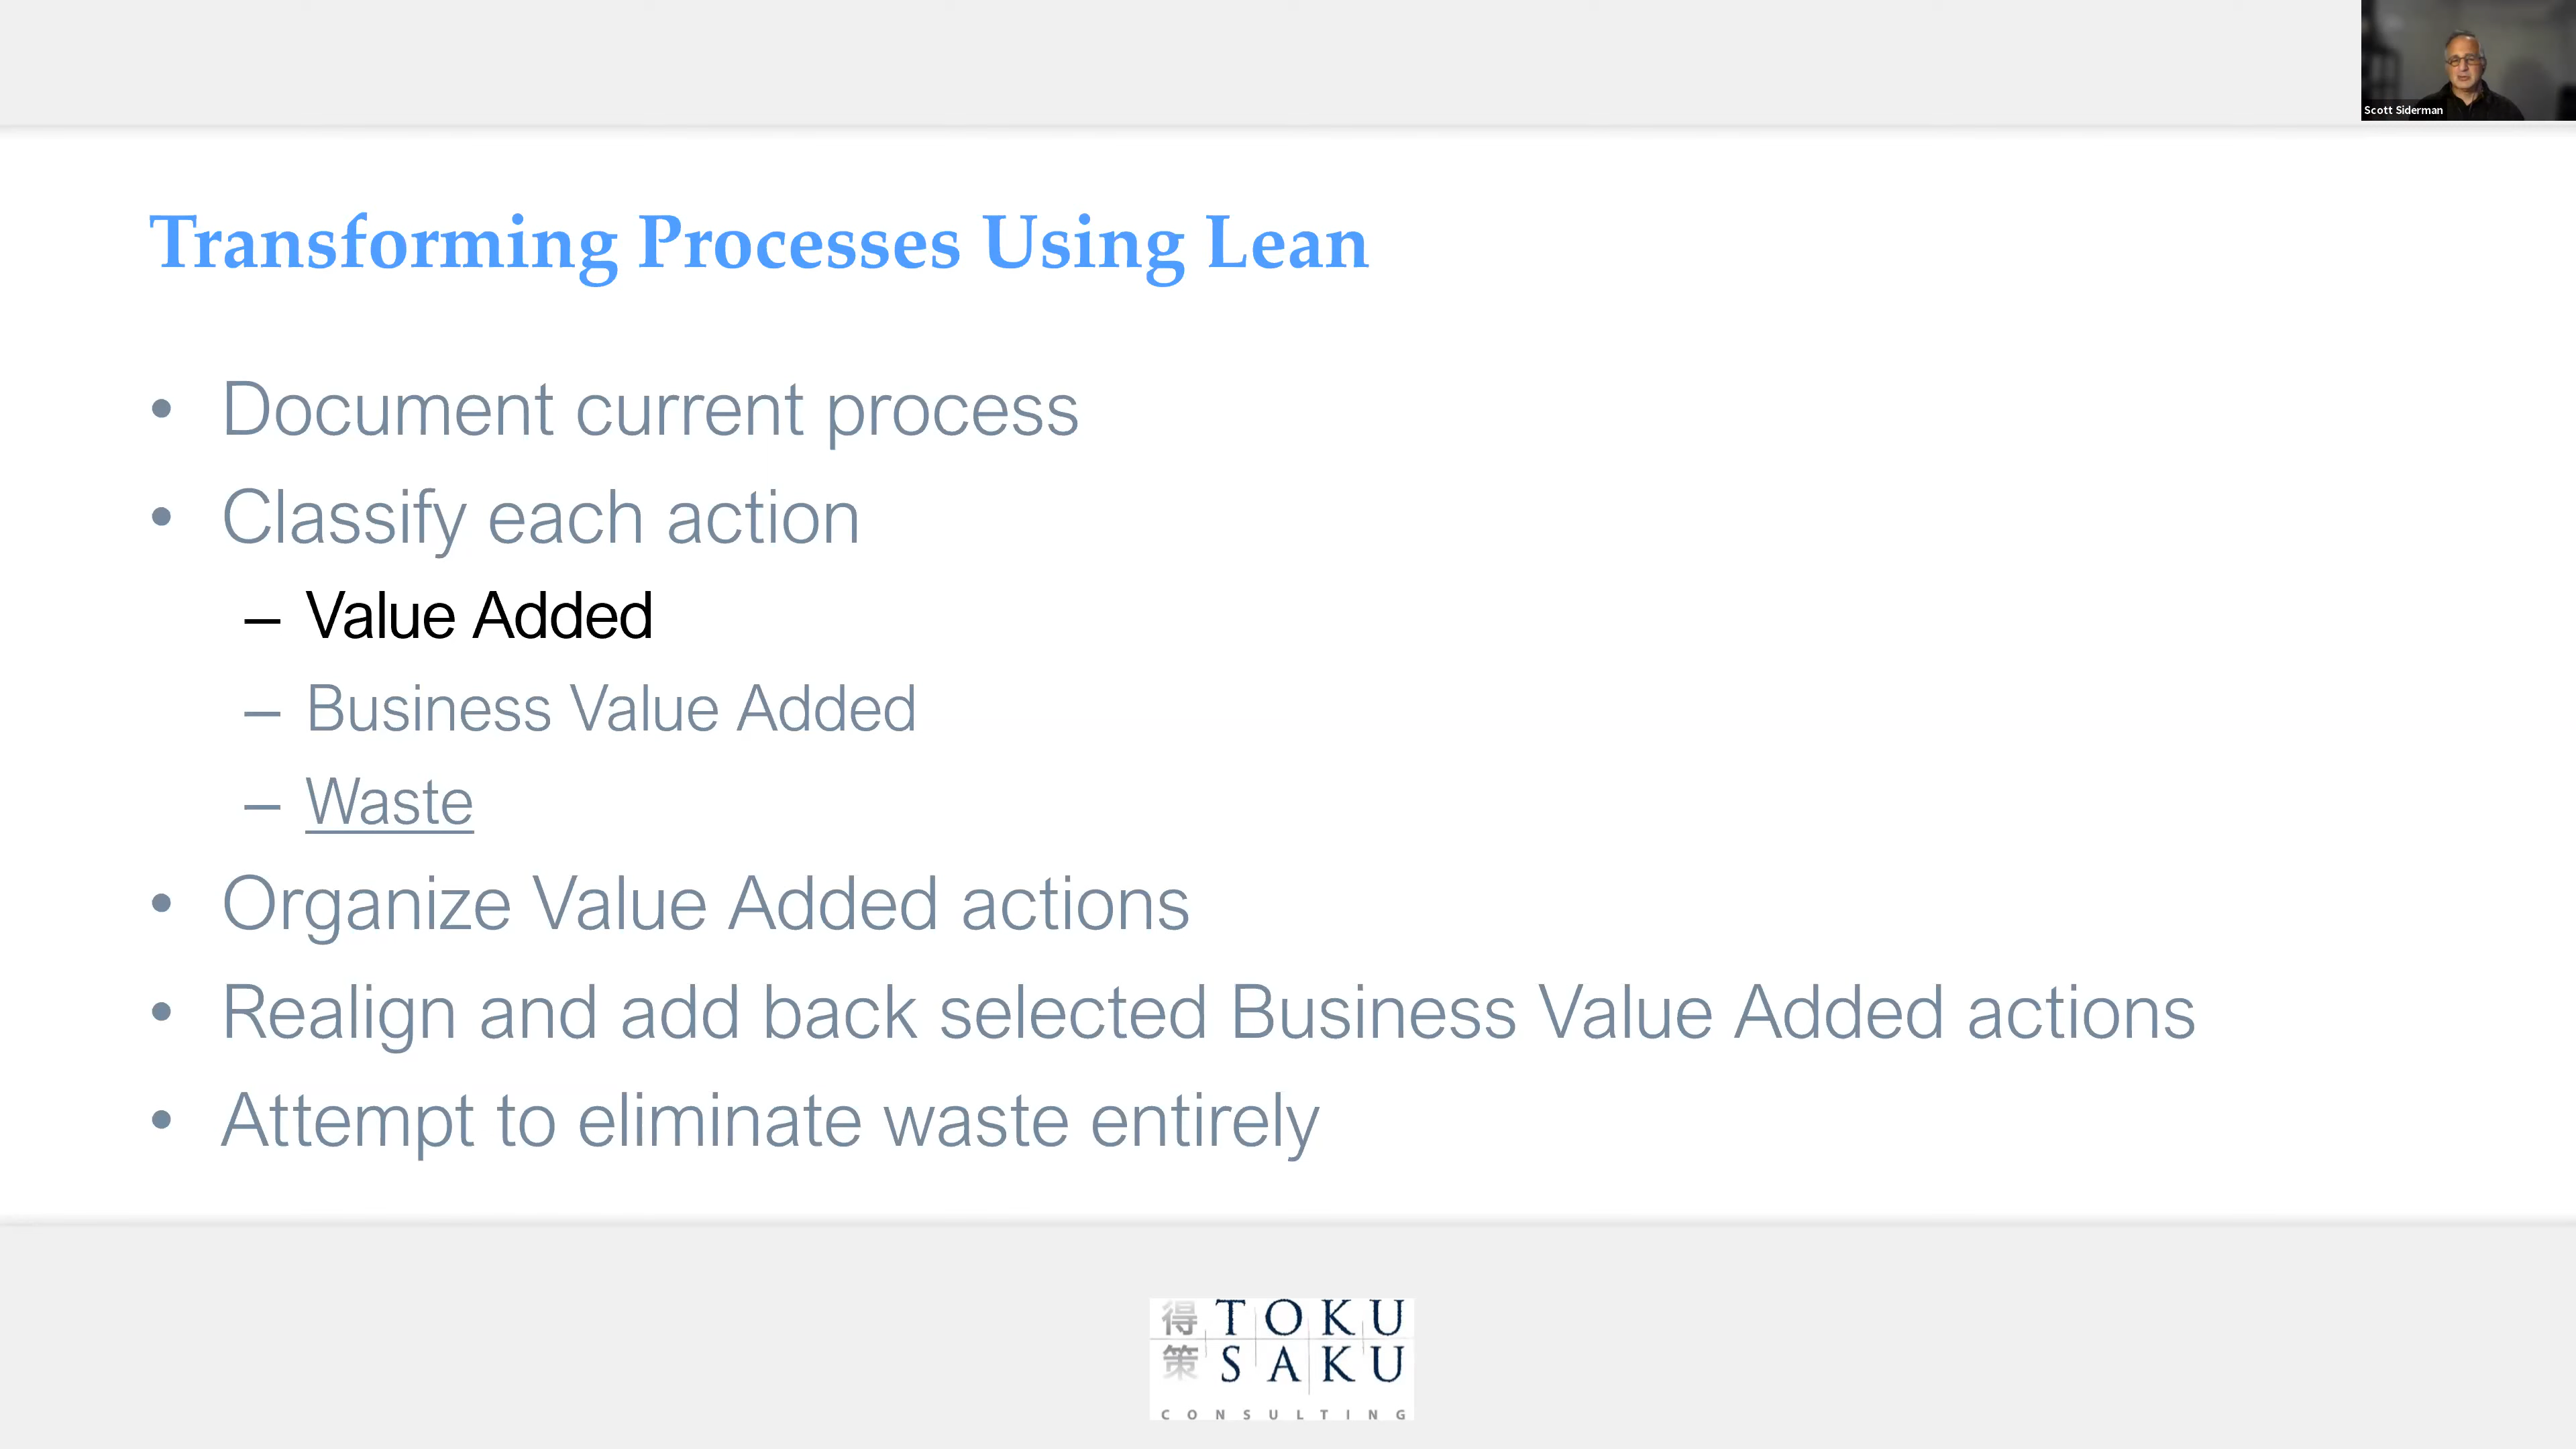 Scott Siderman
Transforming Processes Using Lean
• Document current process
• Classify each action
– Value Added
– Business Value Added
– Waste
• Organize Value Added actions
• Realign and add back selected Business Value Added actions
• Attempt to eliminate waste entirely
得 TOKU
策 SAKU
CONSULTING